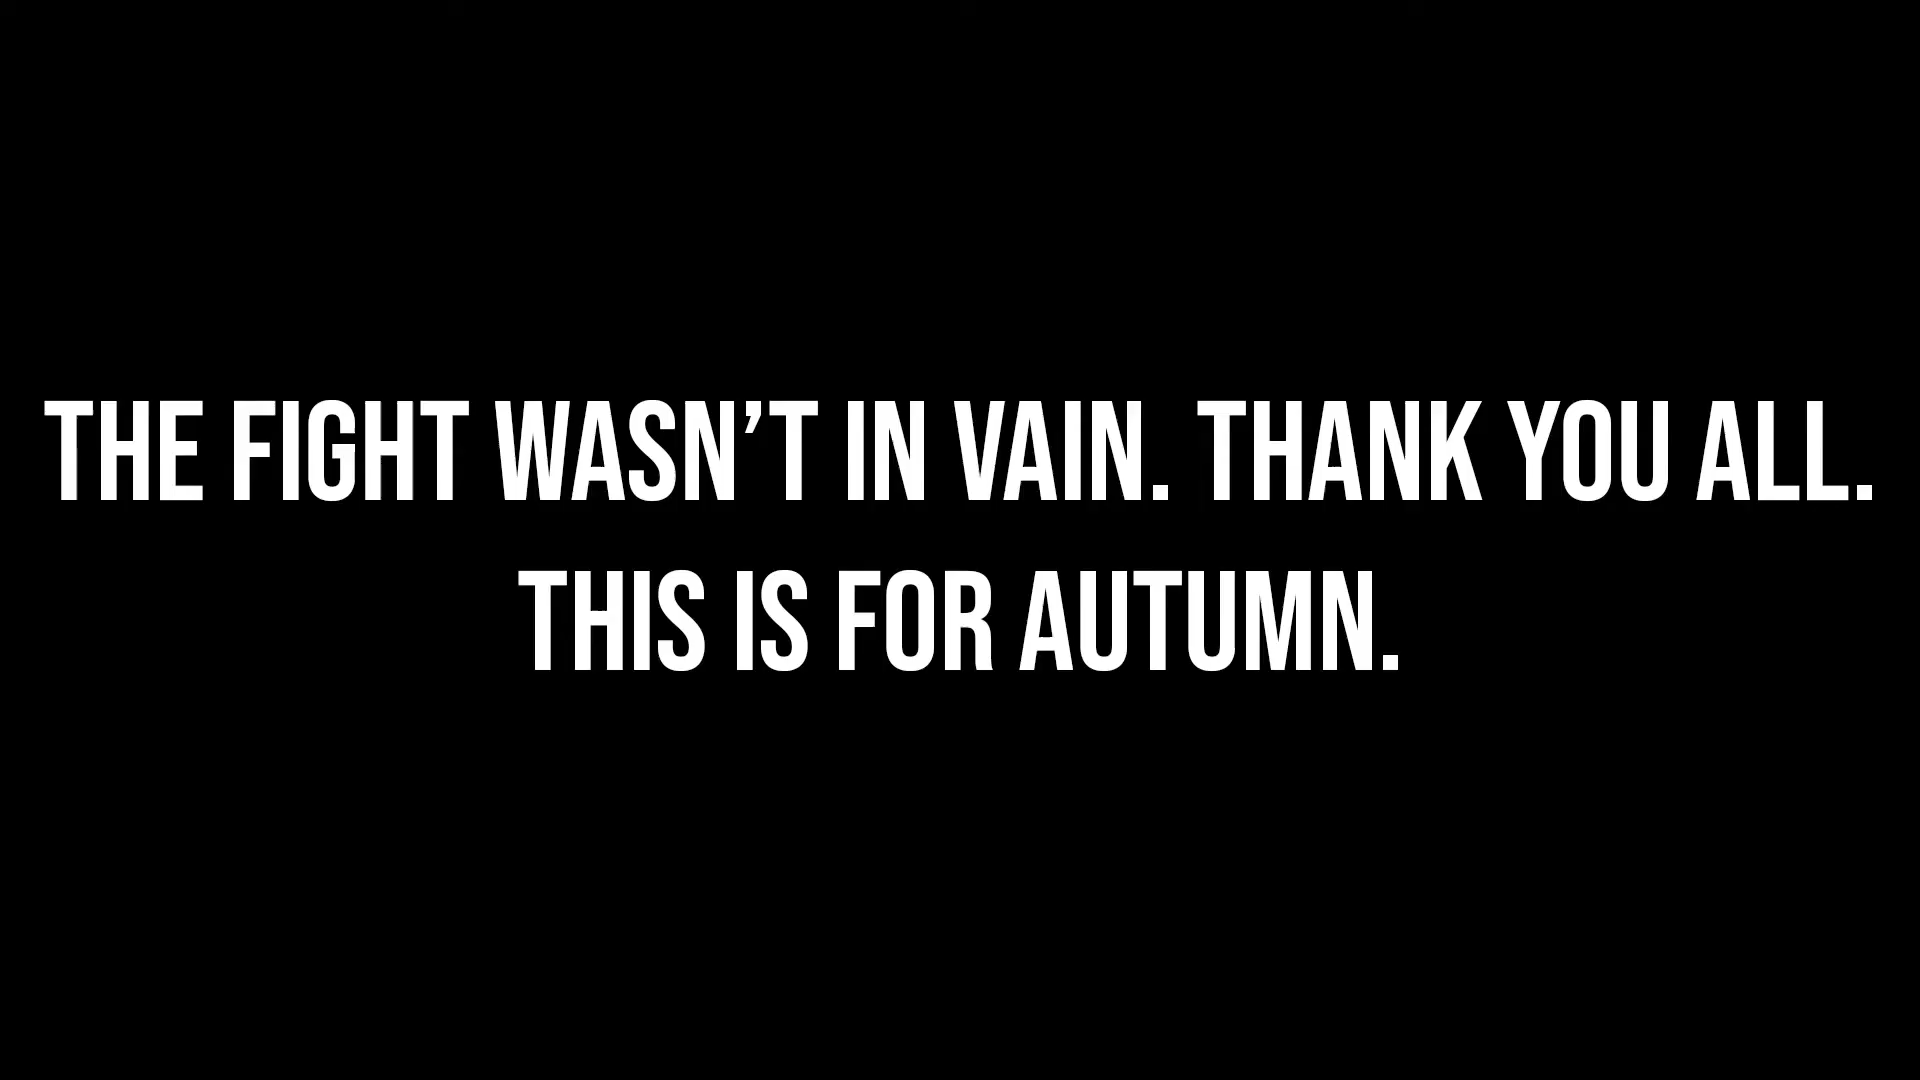 THE FIGHT WASN’T IN VAIN. THANK YOU ALL.
THIS IS FOR AUTUMN.